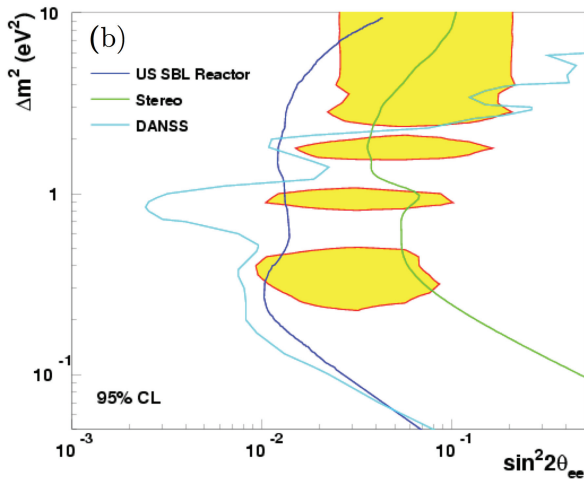 (b)
US SBL Reactor
Stereo
DANSS
Δm² (eV²)
10
1
10⁻¹
95% CL
10⁻³
10⁻²
10⁻¹
sin²2θₑₑ